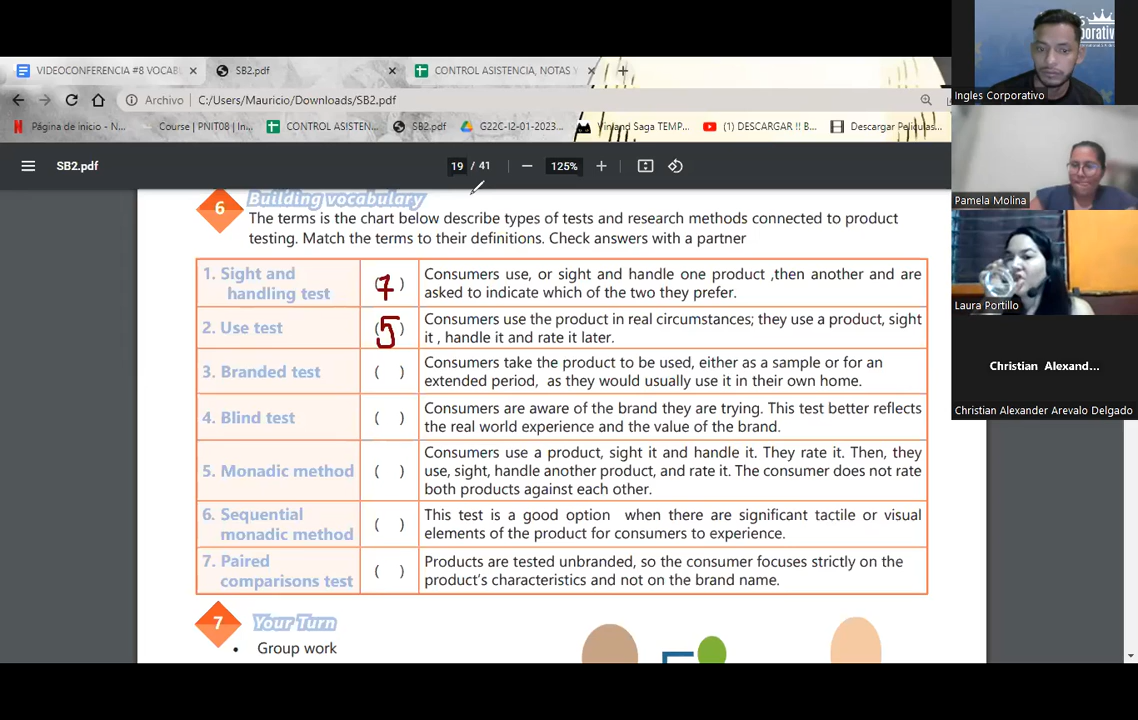 VIDEOCONFERENCIA #8 VOCAB
SB2.pdf
CONTROL ASISTENCIA, NOTAS Y
Archivo
C:/Users/Mauricio/Downloads/SB2.pdf
Página de inicio - N...
Course | PNIT08 | In...
CONTROL ASISTEN...
SB2.pdf
G22C-I2-01-2023...
Vinland Saga TEMP...
(1) DESCARGAR !! B...
Descargar Peliculas...
SB2.pdf
19 / 41
125%
6
Building vocabulary
The terms is the chart below describe types of tests and research methods connected to product
testing. Match the terms to their definitions. Check answers with a partner
1. Sight and
handling test
(7)
Consumers use, or sight and handle one product ,then another and are
asked to indicate which of the two they prefer.
2. Use test
(5)
Consumers use the product in real circumstances; they use a product, sight
it , handle it and rate it later.
3. Branded test
( )
Consumers take the product to be used, either as a sample or for an
extended period, as they would usually use it in their own home.
4. Blind test
( )
Consumers are aware of the brand they are trying. This test better reflects
the real world experience and the value of the brand.
5. Monadic method
( )
Consumers use a product, sight it and handle it. They rate it. Then, they
use, sight, handle another product, and rate it. The consumer does not rate
both products against each other.
6. Sequential
monadic method
( )
This test is a good option when there are significant tactile or visual
elements of the product for consumers to experience.
7. Paired
comparisons test
( )
Products are tested unbranded, so the consumer focuses strictly on the
product's characteristics and not on the brand name.
7
Your Turn
• Group work
Ingles Corporativo
Pamela Molina
Laura Portillo
Christian Alexand...
Christian Alexander Arevalo Delgado